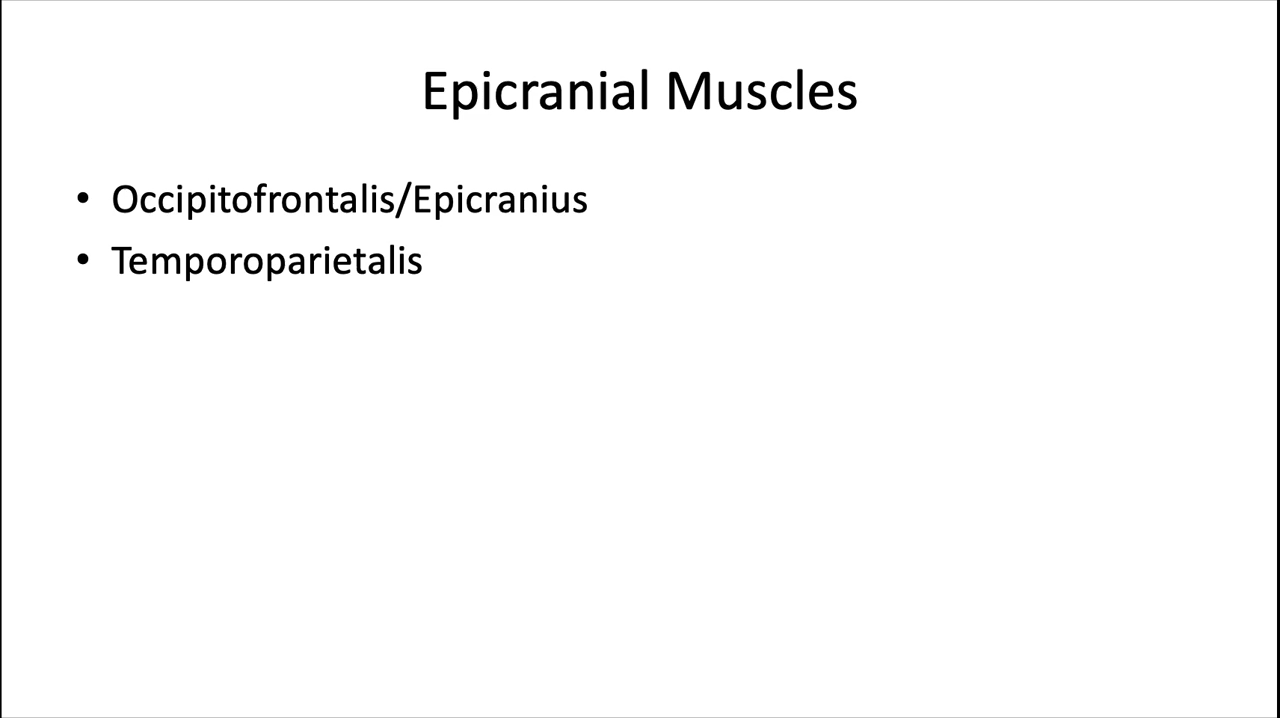 Epicranial Muscles
• Occipitofrontalis/Epicranius
• Temporoparietalis